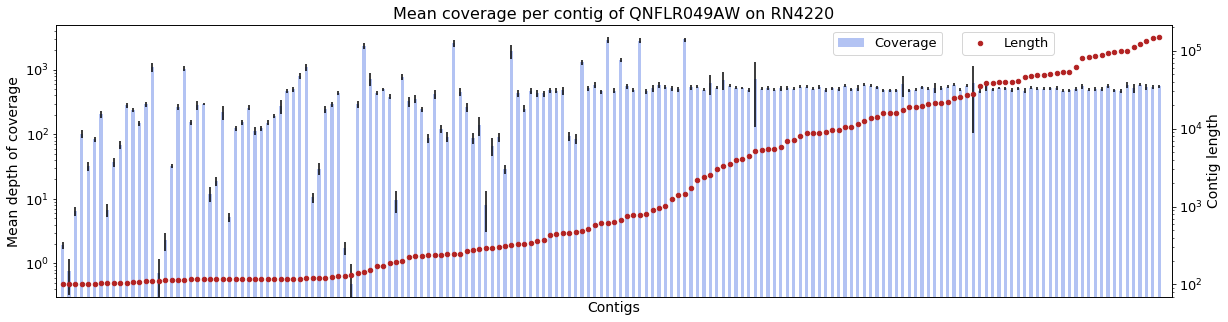 Mean coverage per contig of QNFLR049AW on RN4220
Coverage
Length
Mean depth of coverage
10³
10²
10¹
10⁰
10⁵
10⁴
10³
10²
Contig length
Contigs